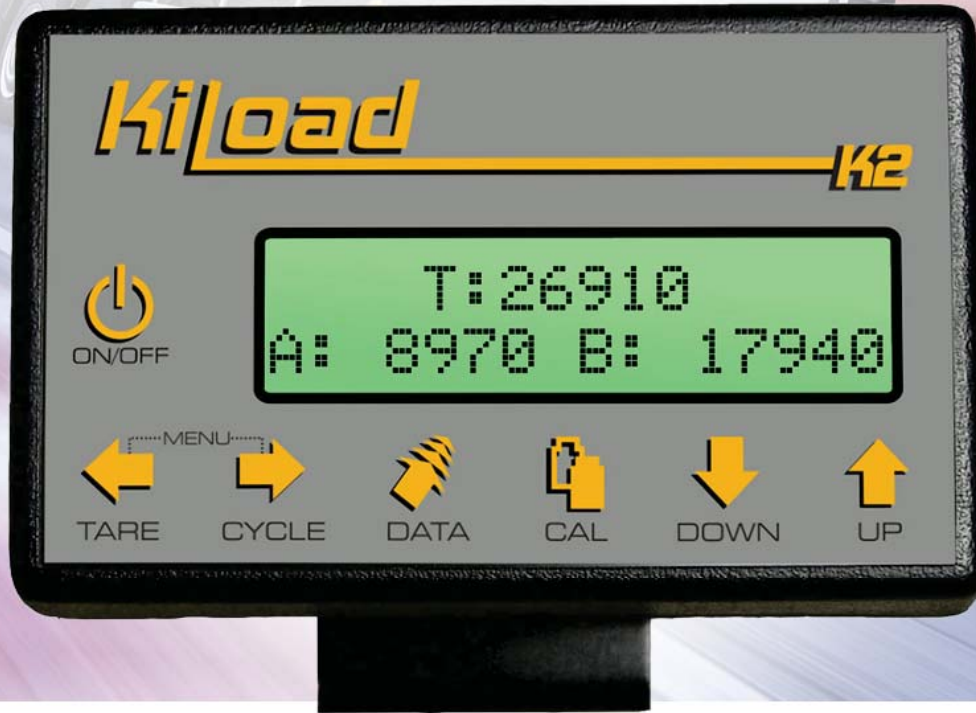 KiLoad
K2
T:26910
ON/OFF
A: 8970 B: 17940
MENU
TARE CYCLE DATA CAL DOWN UP